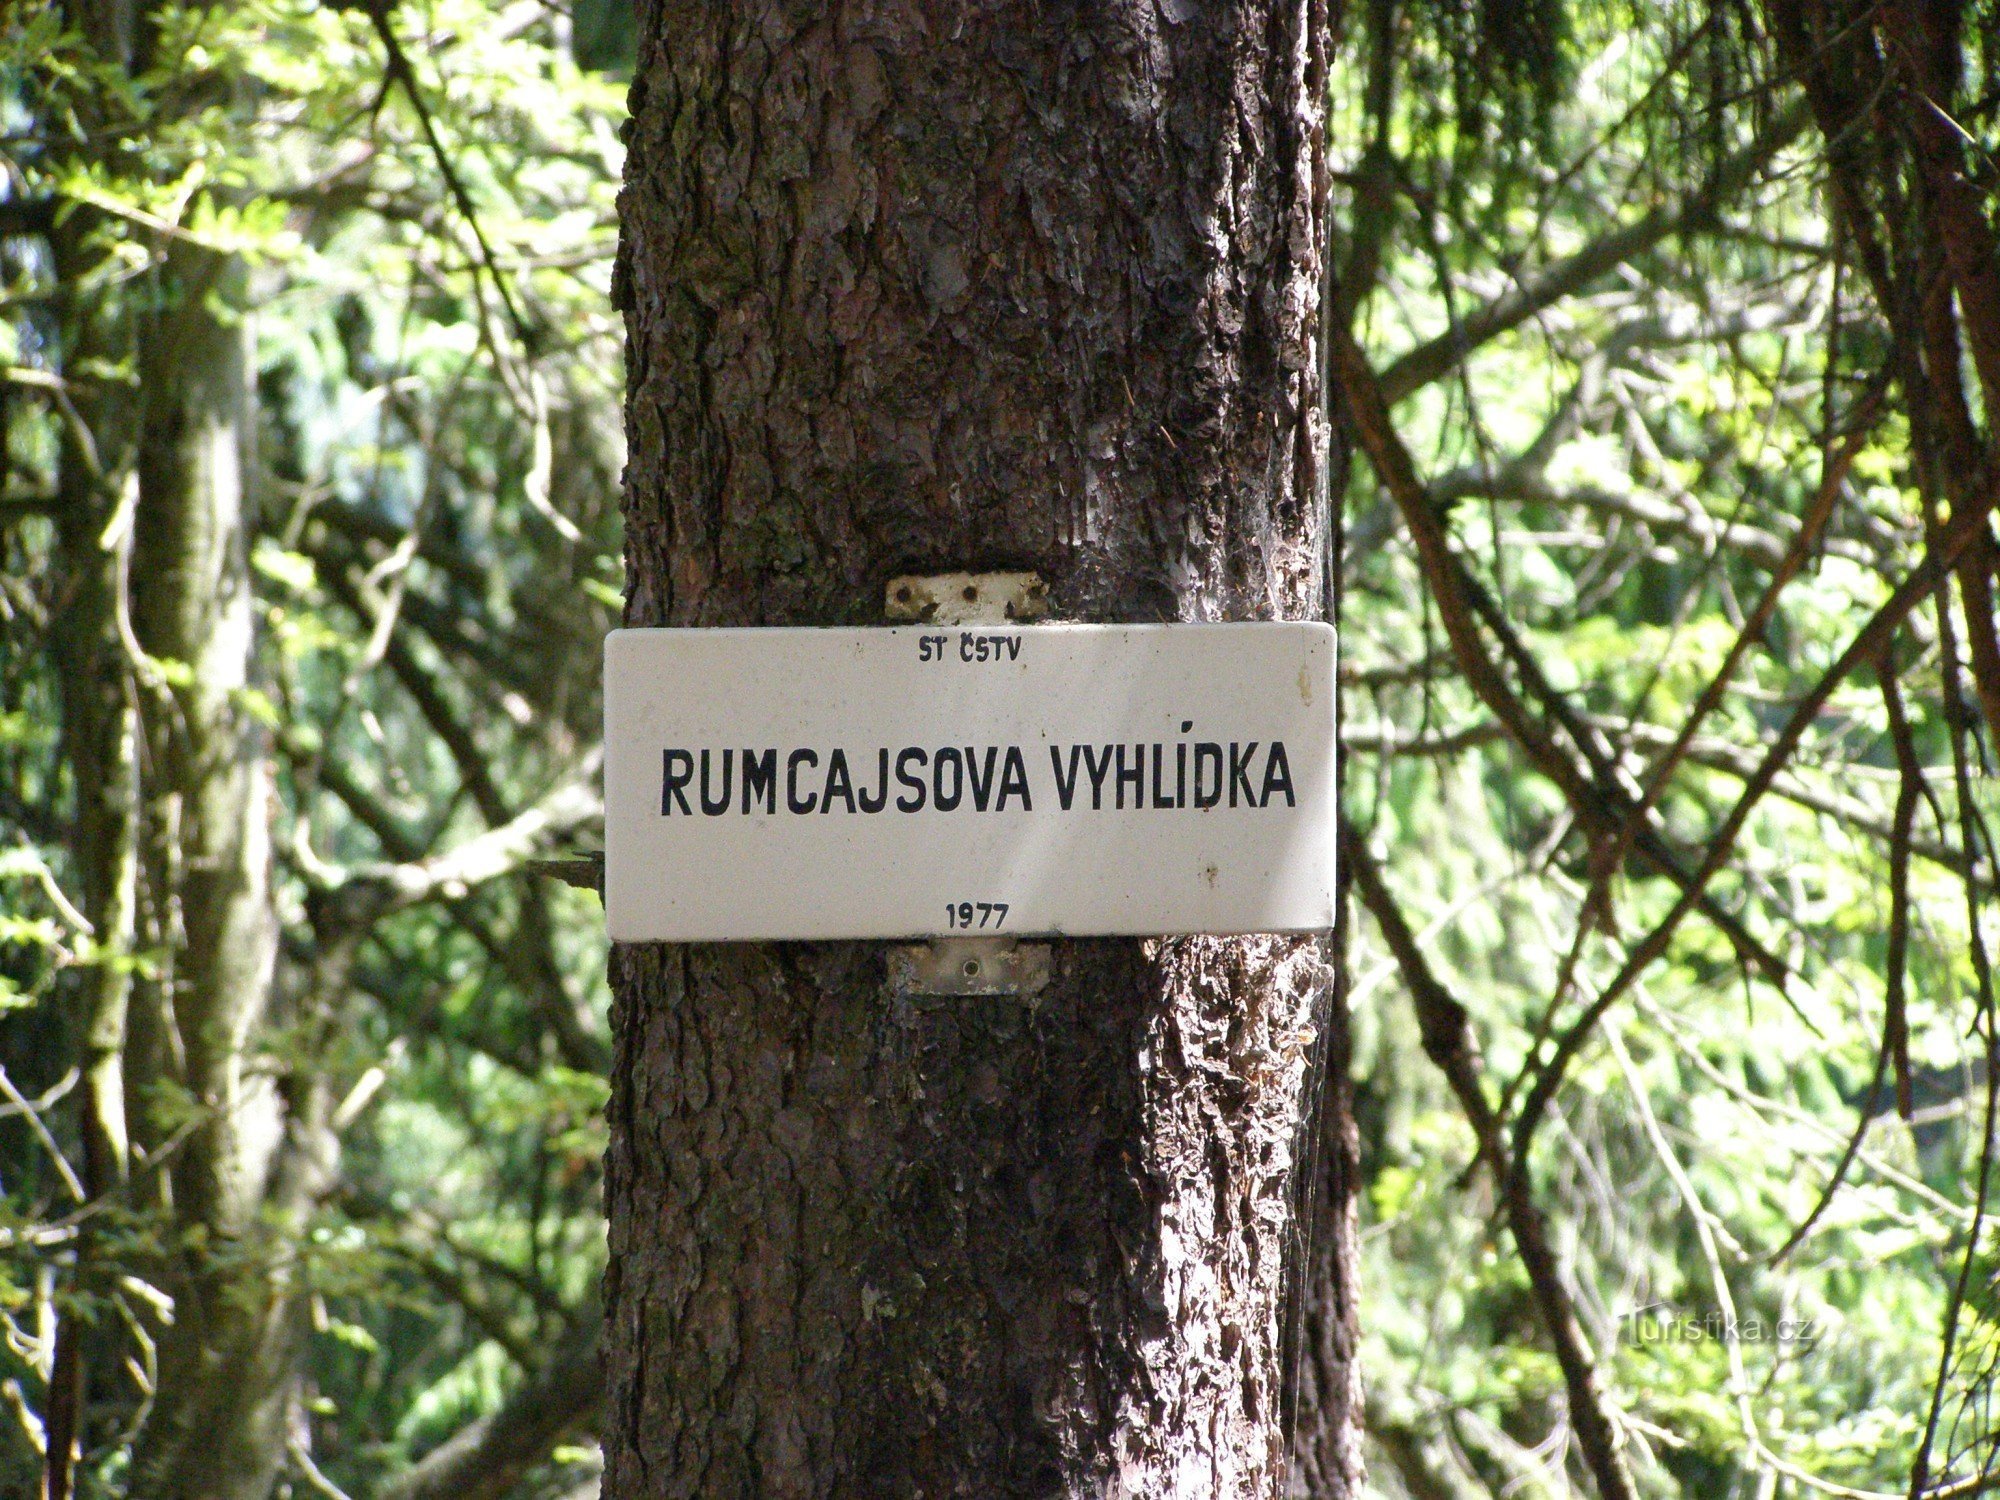 ST ČSTV
RUMCAJSOVA VYHLÍDKA
1977
Turistika.cz